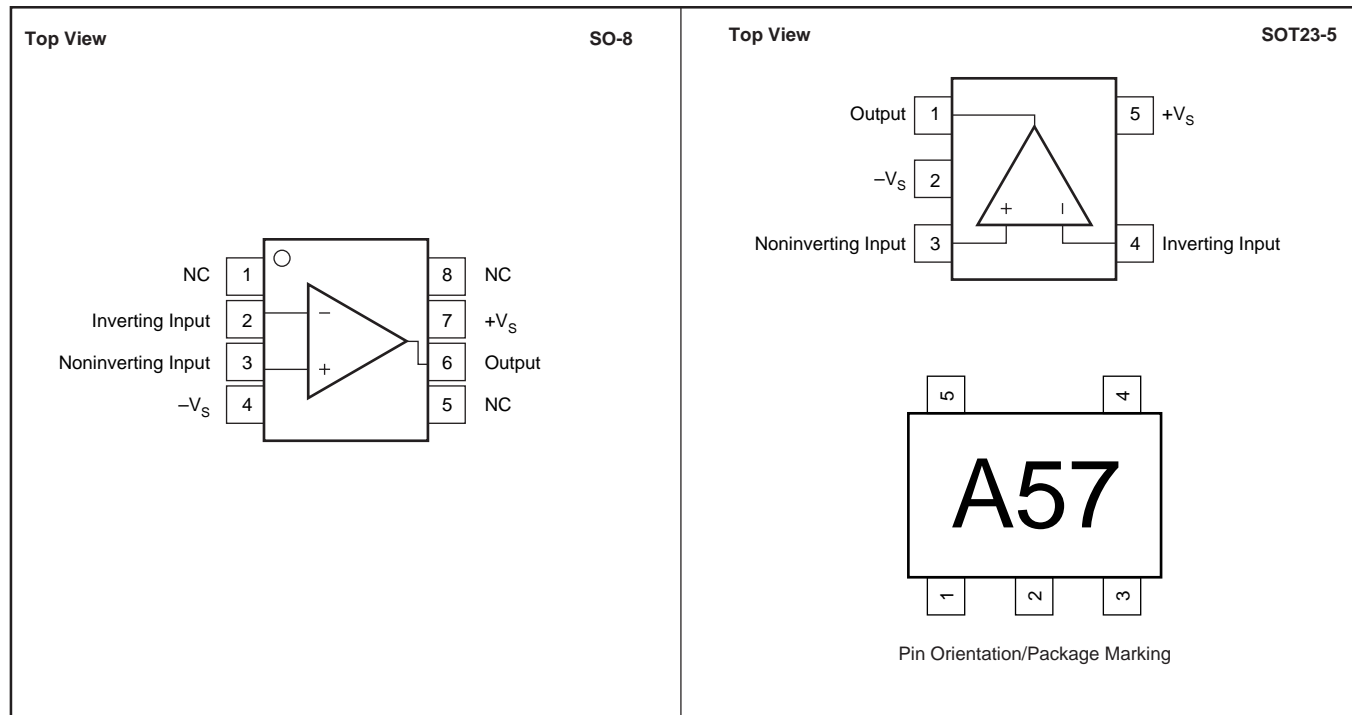 Top View SO-8
NC 1 8 NC
Inverting Input 2 − 7 +VS
Noninverting Input 3 + 6 Output
–VS 4 5 NC
Top View SOT23-5
Output 1 5 +VS
–VS 2
Noninverting Input 3 + − 4 Inverting Input
5 4
A57
1 2 3
Pin Orientation/Package Marking